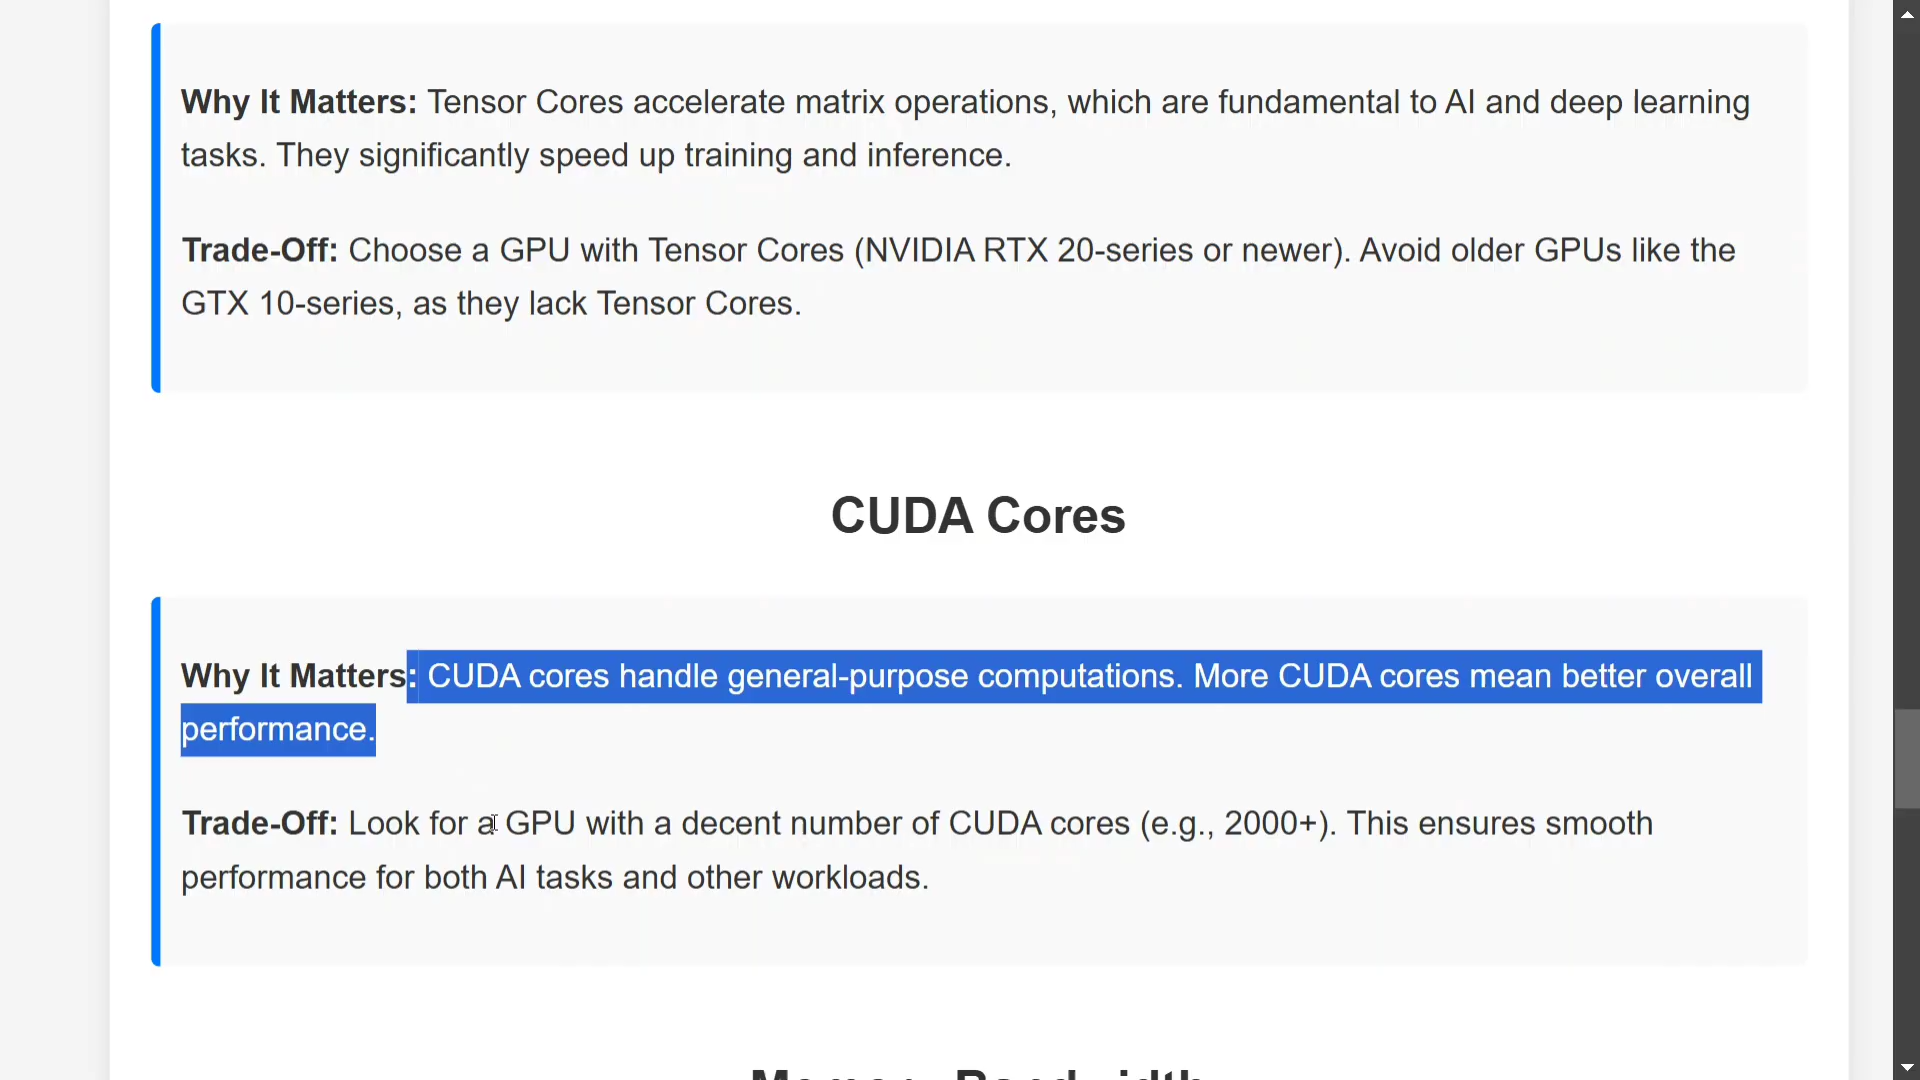 Why It Matters: Tensor Cores accelerate matrix operations, which are fundamental to AI and deep learning
tasks. They significantly speed up training and inference.
Trade-Off: Choose a GPU with Tensor Cores (NVIDIA RTX 20-series or newer). Avoid older GPUs like the
GTX 10-series, as they lack Tensor Cores.
CUDA Cores
Why It Matters: CUDA cores handle general-purpose computations. More CUDA cores mean better overall
performance.
Trade-Off: Look for a GPU with a decent number of CUDA cores (e.g., 2000+). This ensures smooth
performance for both AI tasks and other workloads.
Memory Bandwidth